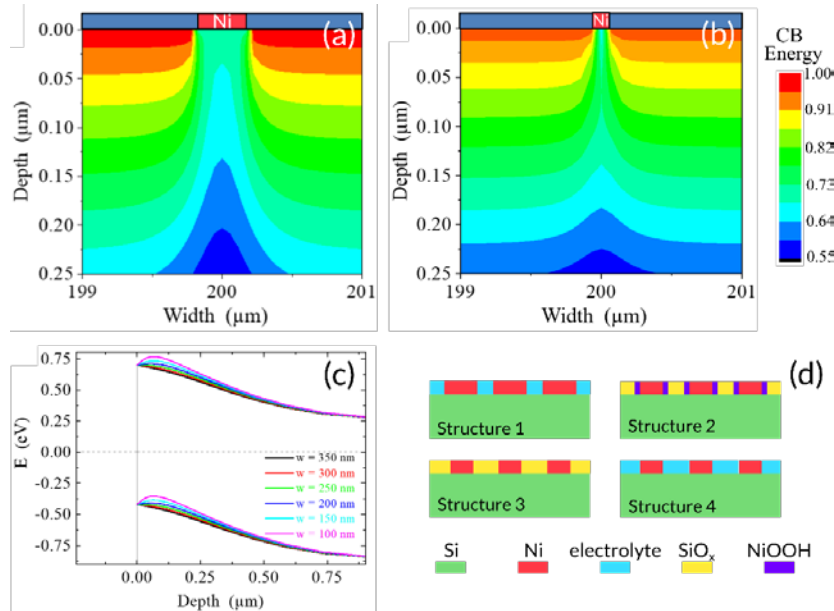 Ni
(a)
0.00
0.05
0.10
0.15
0.20
0.25
Depth (µm)
199
200
201
Width (µm)
Ni
(b)
0.00
0.05
0.10
0.15
0.20
0.25
Depth (µm)
199
200
201
Width (µm)
CB
Energy
1.00
0.91
0.82
0.73
0.64
0.55
(c)
0.75
0.50
0.25
0.00
-0.25
-0.50
-0.75
E (eV)
w = 350 nm
w = 300 nm
w = 250 nm
w = 200 nm
w = 150 nm
w = 100 nm
0.00
0.25
0.50
0.75
Depth (µm)
(d)
Structure 1
Structure 2
Structure 3
Structure 4
Si
Ni
electrolyte
SiOₓ
NiOOH